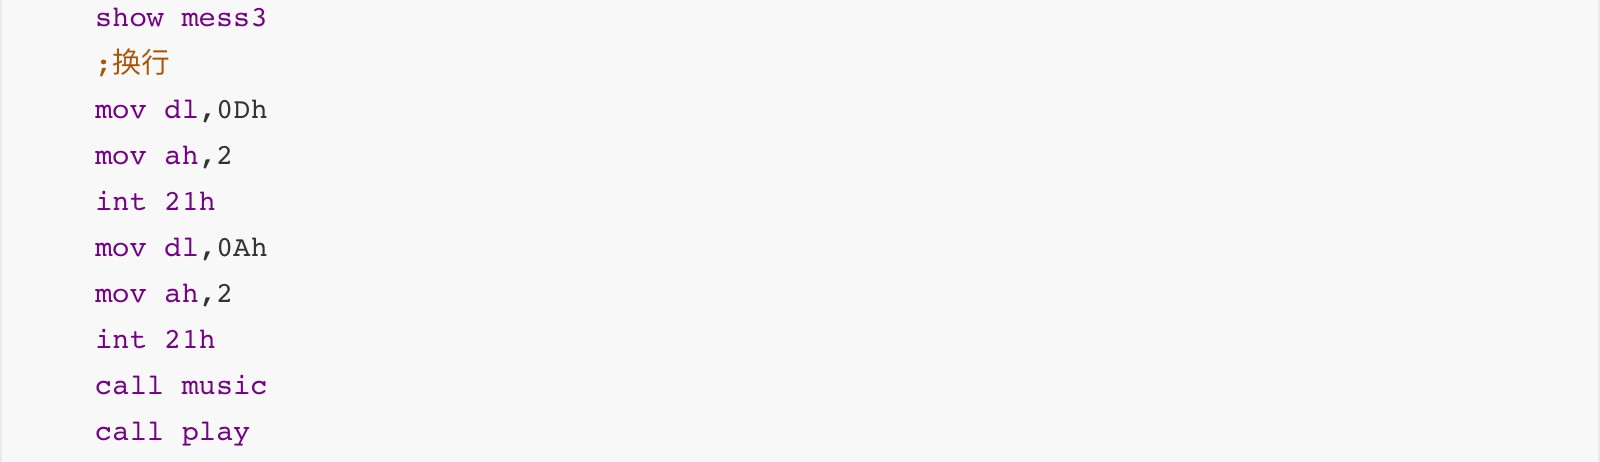 show mess3
;换行
mov dl,0Dh
mov ah,2
int 21h
mov dl,0Ah
mov ah,2
int 21h
call music
call play